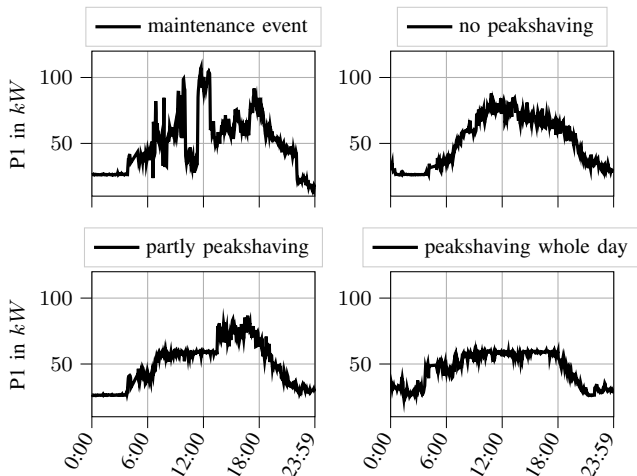 maintenance event
no peakshaving
P1 in kW
100
50
100
50
partly peakshaving
peakshaving whole day
P1 in kW
100
50
100
50
0:00 6:00 12:00 18:00 23:59
0:00 6:00 12:00 18:00 23:59